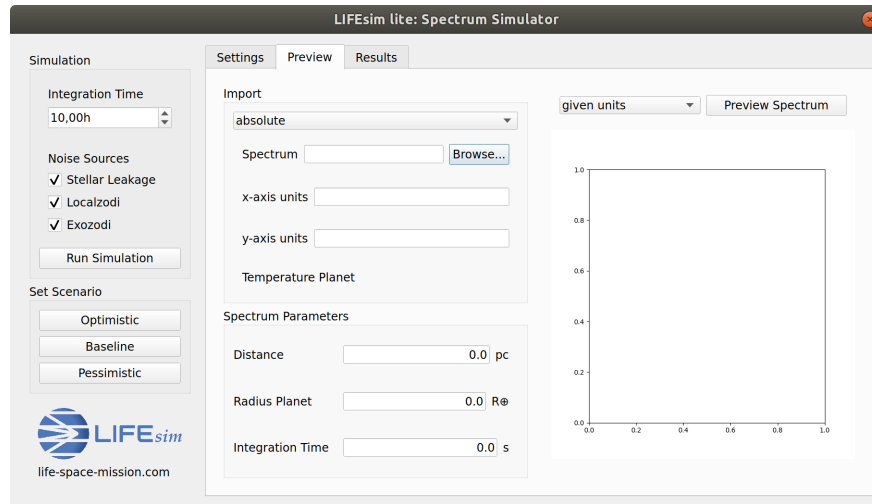 LIFEsim lite: Spectrum Simulator
Simulation
Integration Time
10,00h
Noise Sources
Stellar Leakage
Localzodi
Exozodi
Run Simulation
Set Scenario
Optimistic
Baseline
Pessimistic
LIFEsim
life-space-mission.com
Settings Preview Results
Import
absolute
Spectrum Browse...
x-axis units
y-axis units
Temperature Planet
Spectrum Parameters
Distance 0.0 pc
Radius Planet 0.0 R⊕
Integration Time 0.0 s
given units Preview Spectrum
1.0
0.8
0.6
0.4
0.2
0.0
0.0 0.2 0.4 0.6 0.8 1.0